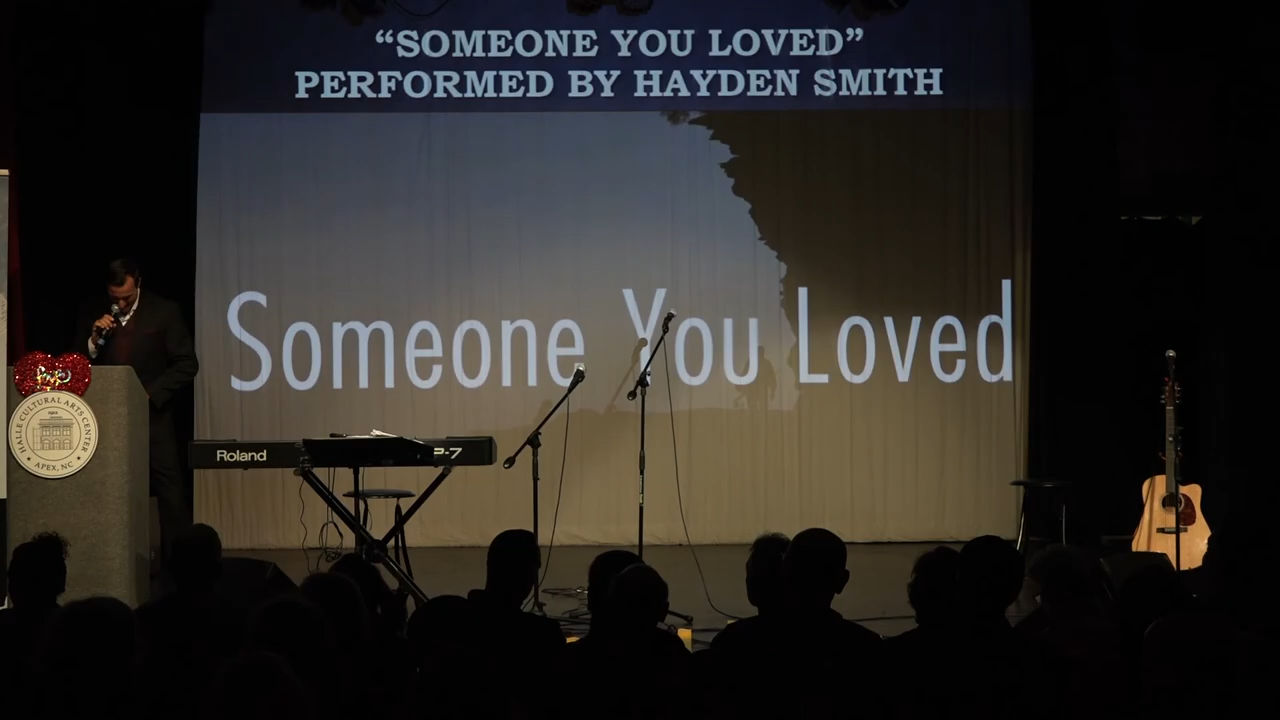 “SOMEONE YOU LOVED”
PERFORMED BY HAYDEN SMITH
Someone You Loved
HALLE CULTURAL ARTS CENTER
APEX, NC
Roland
P-7